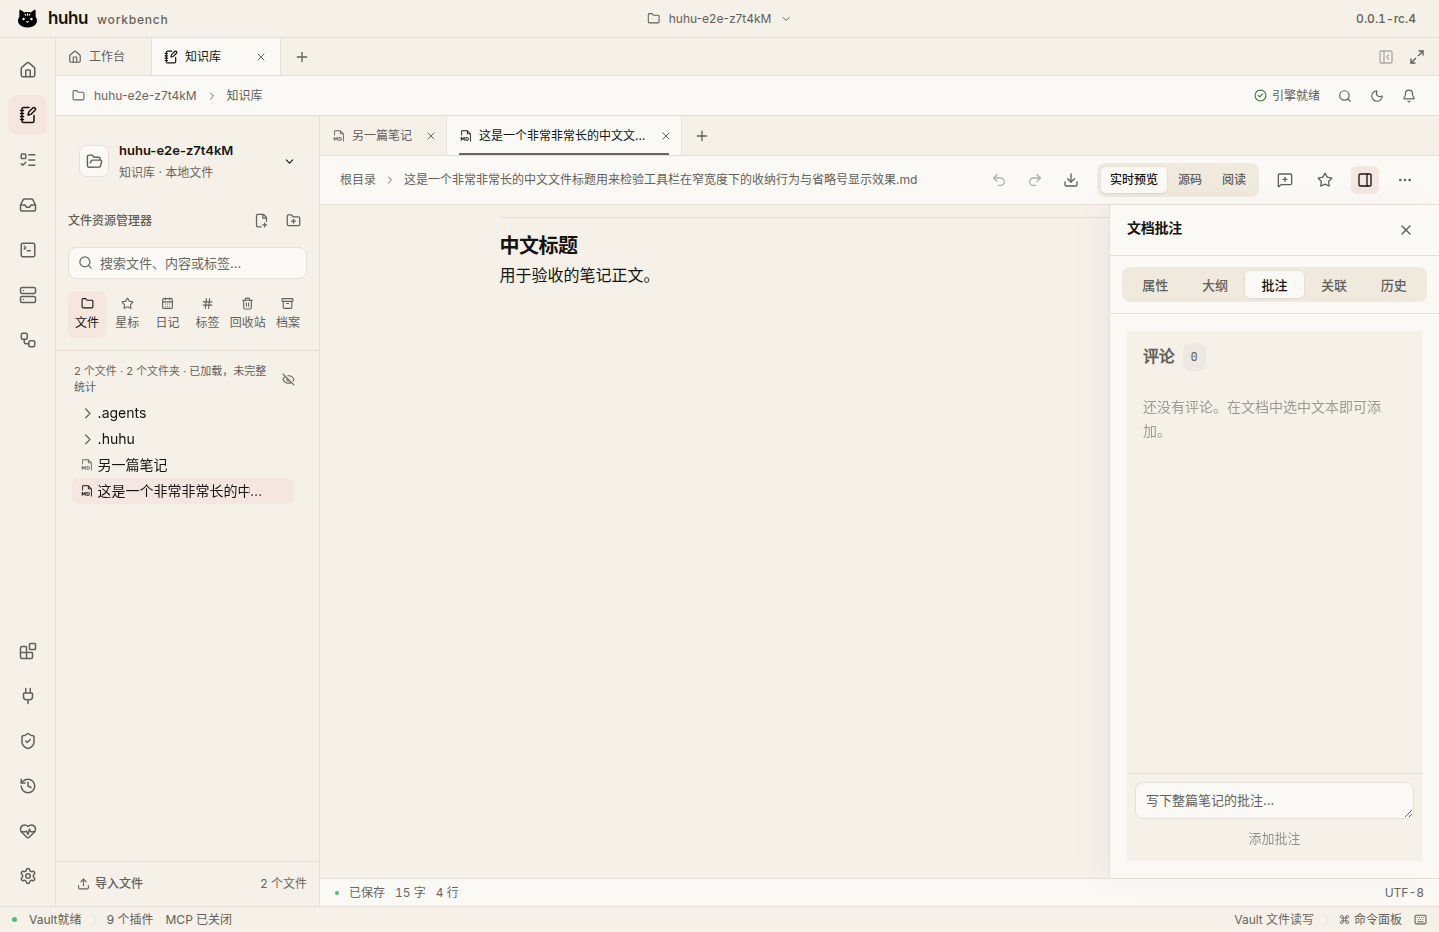 huhu workbench
huhu-e2e-z7t4kM
0.0.1-rc.4
工作台
知识库
huhu-e2e-z7t4kM
知识库
引擎就绪
huhu-e2e-z7t4kM
知识库 · 本地文件
文件资源管理器
搜索文件、内容或标签...
文件
星标
日记
标签
回收站
档案
2 个文件 · 2 个文件夹 · 已加载，未完整
统计
.agents
.huhu
另一篇笔记
这是一个非常非常长的中...
导入文件
2 个文件
另一篇笔记
这是一个非常非常长的中文文...
根目录
这是一个非常非常长的中文文件标题用来检验工具栏在窄宽度下的收纳行为与省略号显示效果.md
实时预览
源码
阅读
中文标题
用于验收的笔记正文。
文档批注
属性
大纲
批注
关联
历史
评论 0
还没有评论。在文档中选中文本即可添
加。
写下整篇笔记的批注...
添加批注
已保存 15 字 4 行
UTF-8
Vault就绪
9 个插件
MCP 已关闭
Vault 文件读写
⌘ 命令面板